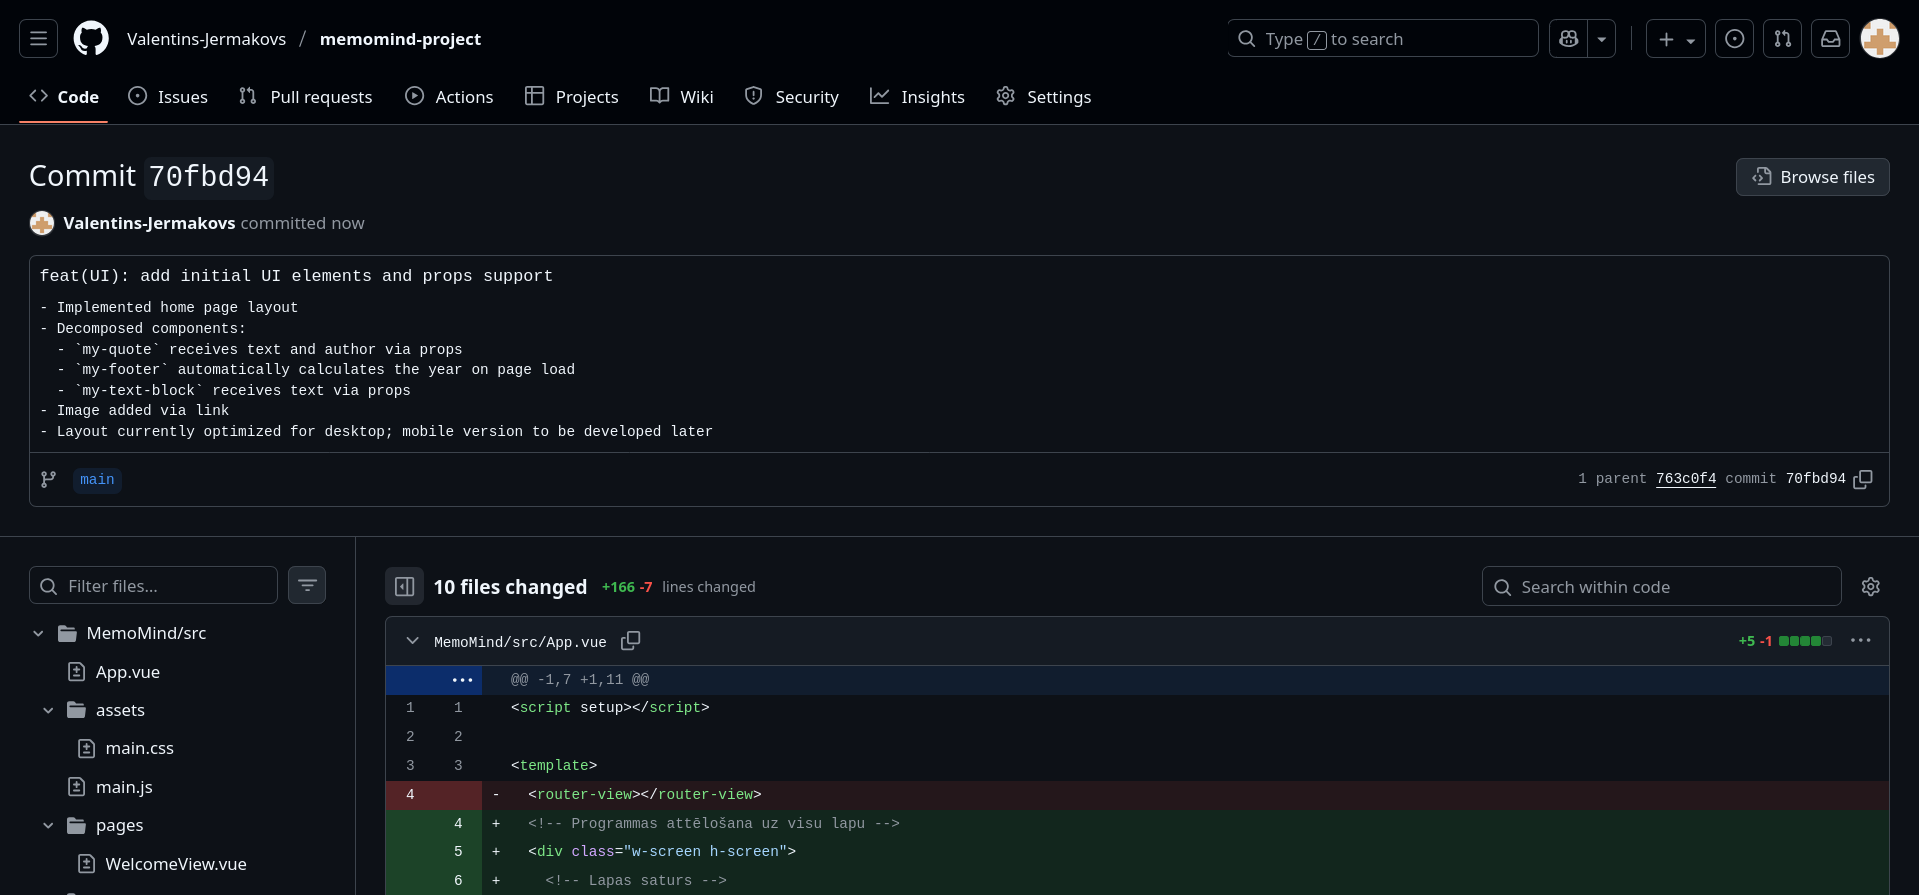 Valentins-Jermakovs / memomind-project
Type / to search
Code Issues Pull requests Actions Projects Wiki Security Insights Settings
Commit 70fbd94
Browse files
Valentins-Jermakovs committed now
feat(UI): add initial UI elements and props support
- Implemented home page layout
- Decomposed components:
- `my-quote` receives text and author via props
- `my-footer` automatically calculates the year on page load
- `my-text-block` receives text via props
- Image added via link
- Layout currently optimized for desktop; mobile version to be developed later
main
1 parent 763c0f4 commit 70fbd94
Filter files...
MemoMind/src
App.vue
assets
main.css
main.js
pages
WelcomeView.vue
10 files changed +166 -7 lines changed
Search within code
MemoMind/src/App.vue
+5 -1
@@ -1,7 +1,11 @@
1 1 <script setup></script>
2 2
3 3 <template>
4 - <router-view></router-view>
4 + <!-- Programmas attēlošana uz visu lapu -->
5 + <div class="w-screen h-screen">
6 + <!-- Lapas saturs -->